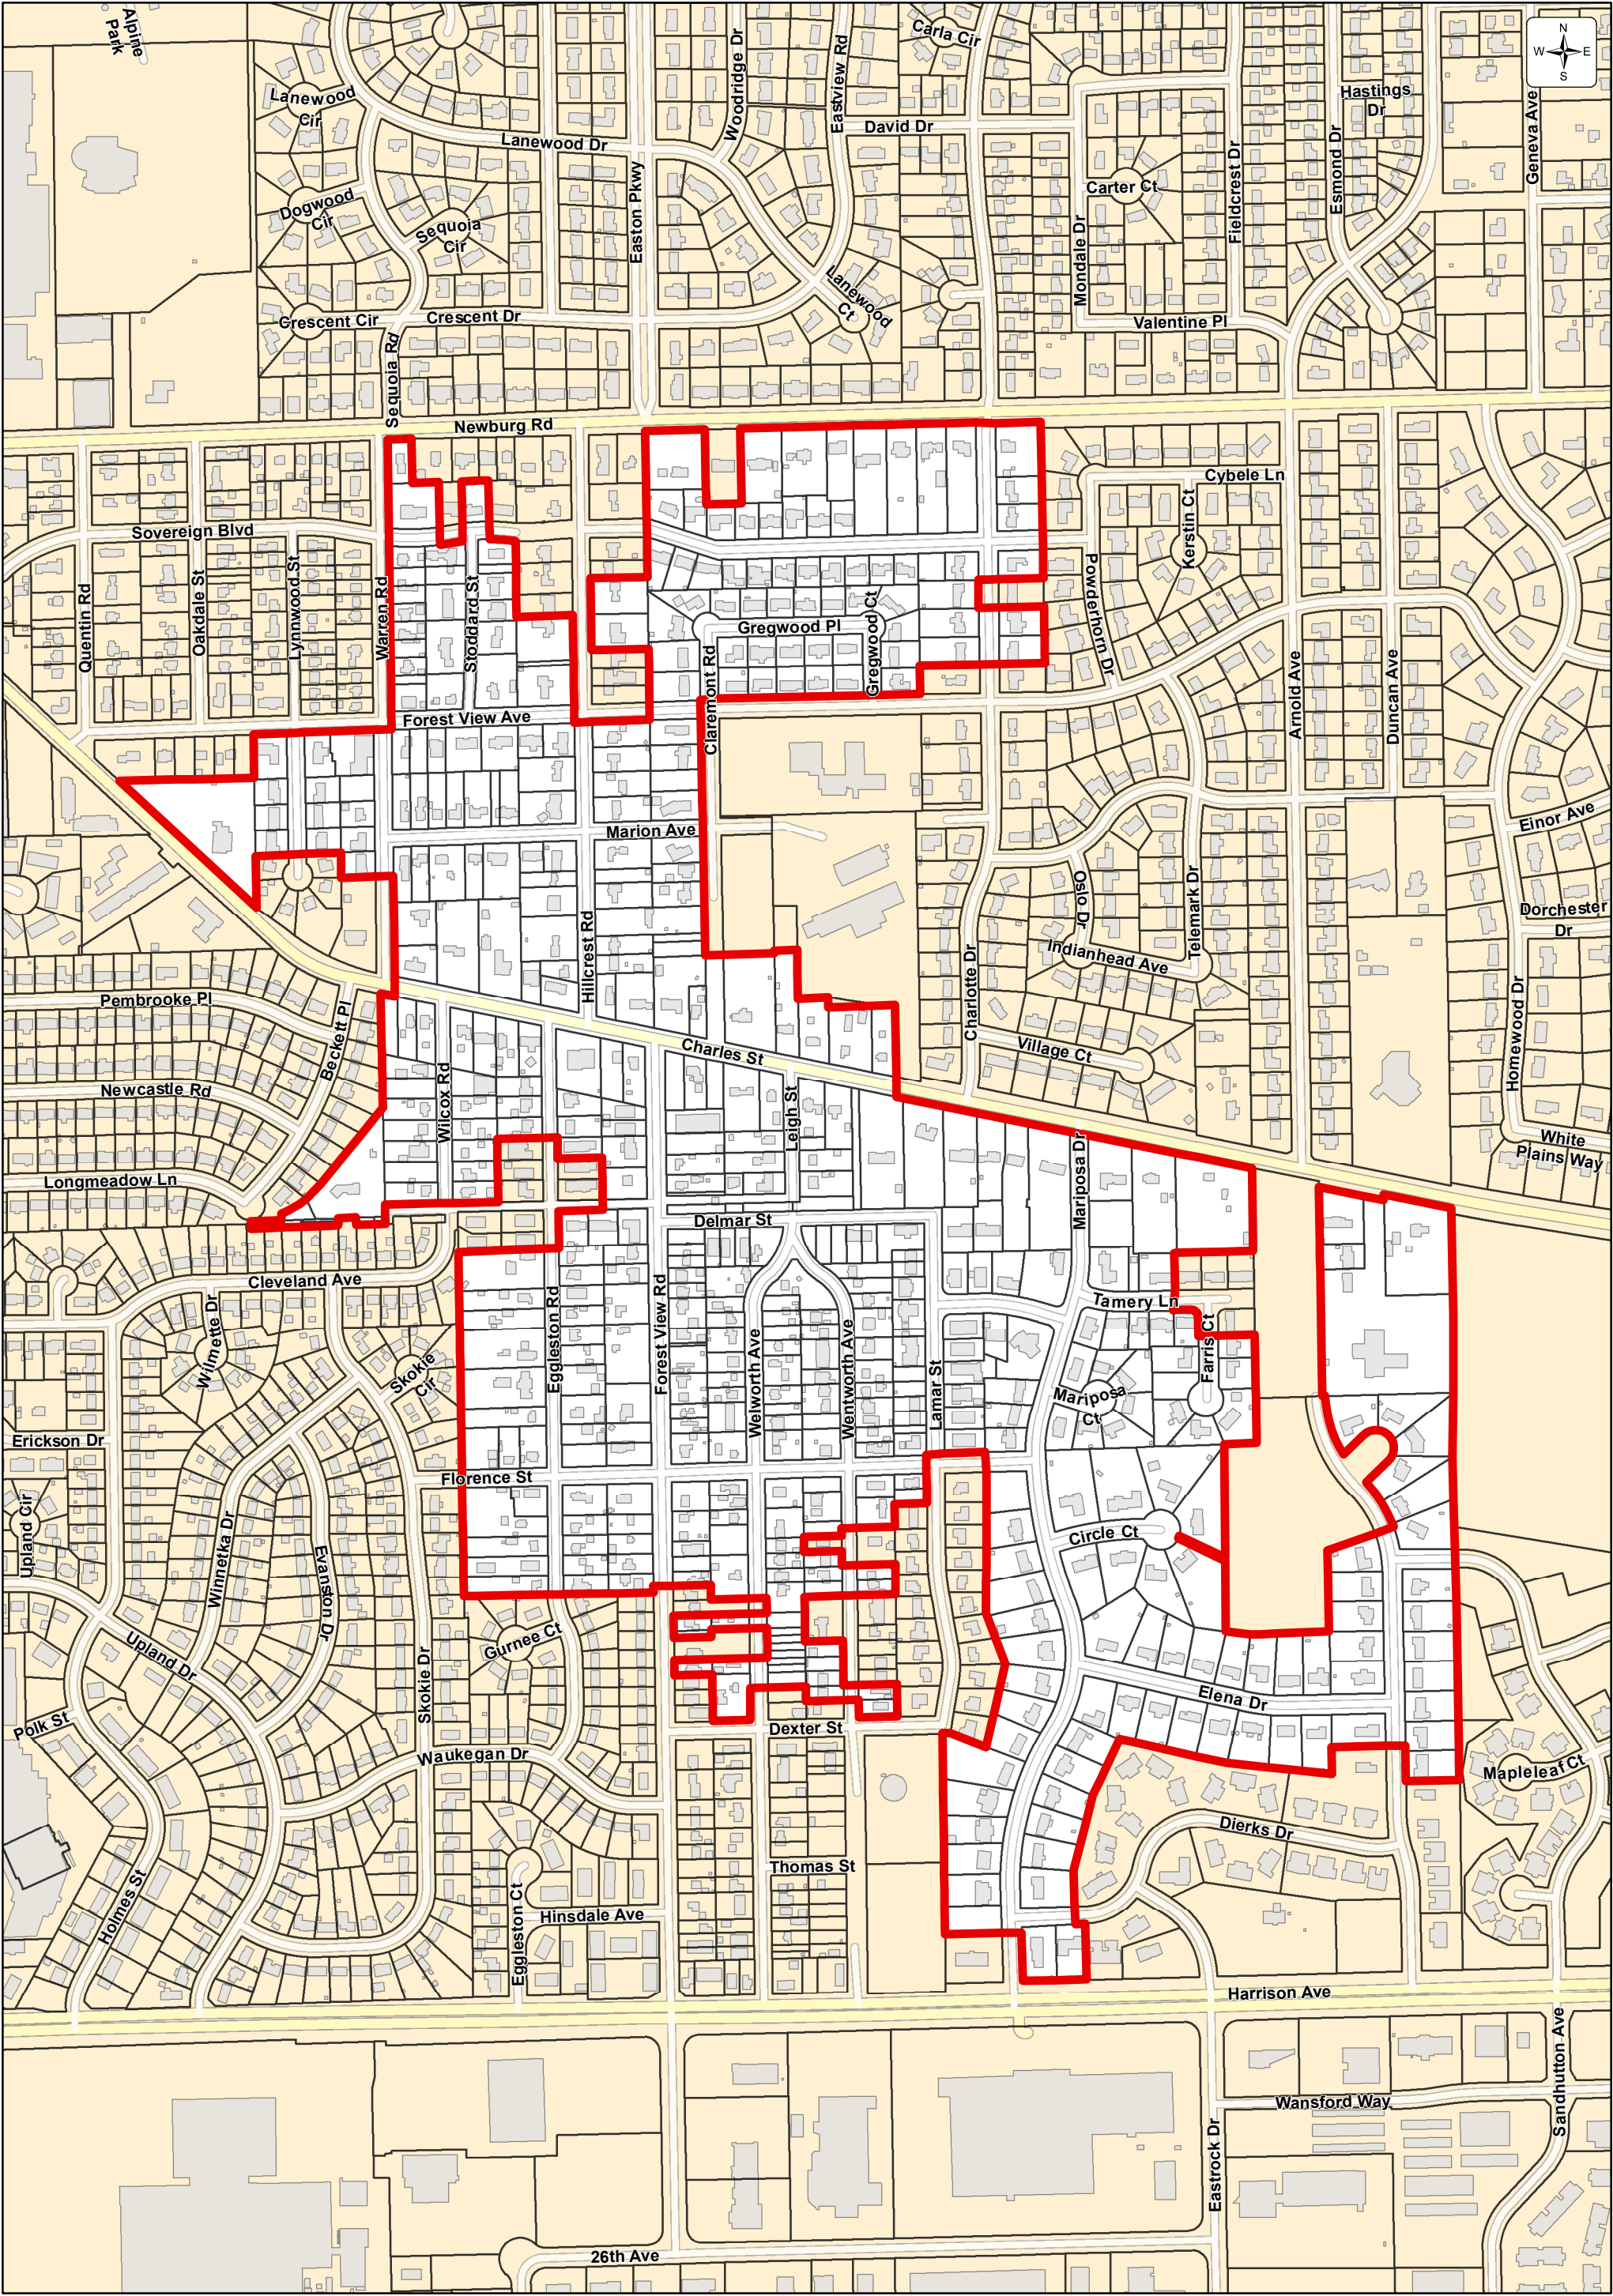 Alpine
Park
Carla Cir
N
W E
S
Woodridge Dr
Eastview Rd
Lanewood
Cir
Hastings
Dr
Geneva Ave
David Dr
Lanewood Dr
Esmond Dr
Fieldcrest Dr
Easton Pkwy
Carter Ct
Dogwood
Cir
Sequoia
Cir
Mondale Dr
Lanewood
Ct
Crescent Cir
Crescent Dr
Valentine Pl
Sequoia Rd
Newburg Rd
Cybele Ln
Kerstin Ct
Sovereign Blvd
Quentin Rd
Oakdale St
Lynnwood St
Warren Rd
Stoddard St
Powderhorn Dr
Gregwood Pl
Gregwood Ct
Claremont Rd
Arnold Ave
Duncan Ave
Forest View Ave
Marion Ave
Einor Ave
Oslo Dr
Telemark Dr
Dorchester
Dr
Hillcrest Rd
Indianhead Ave
Charlotte Dr
Pembrooke Pl
Beckett Pl
Homewood Dr
Charles St
Village Ct
Newcastle Rd
Wilcox Rd
Leigh St
White
Plains Way
Longmeadow Ln
Mariposa Dr
Delmar St
Cleveland Ave
Tamery Ln
Wilmette Dr
Eggleston Rd
Forest View Rd
Welworth Ave
Wentworth Ave
Lamar St
Farris Ct
Skokie
Cir
Mariposa
Ct
Erickson Dr
Florence St
Upland Cir
Winnetka Dr
Evanston Dr
Circle Ct
Gurnee Ct
Upland Dr
Skokie Dr
Elena Dr
Polk St
Dexter St
Waukegan Dr
Mapleleaf Ct
Dierks Dr
Thomas St
Holmes St
Eggleston Ct
Hinsdale Ave
Harrison Ave
Sandhutton Ave
Wansford Way
Eastrock Dr
26th Ave